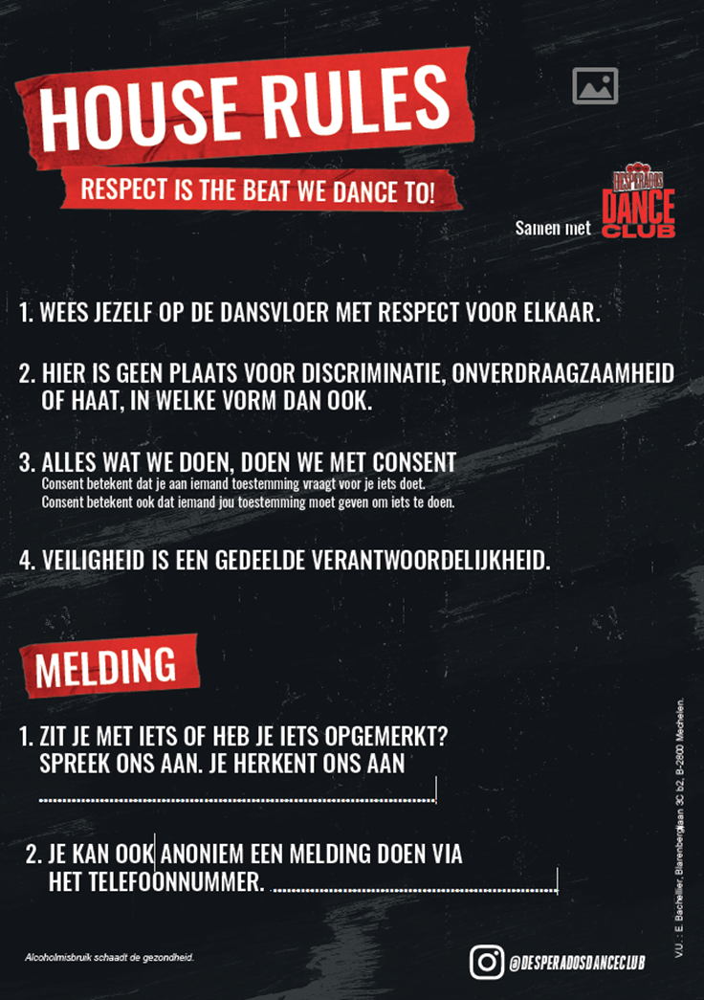 HOUSE RULES
RESPECT IS THE BEAT WE DANCE TO!
Samen met
DESPERADOS
DANCE
CLUB
1. WEES JEZELF OP DE DANSVLOER MET RESPECT VOOR ELKAAR.
2. HIER IS GEEN PLAATS VOOR DISCRIMINATIE, ONVERDRAAGZAAMHEID
OF HAAT, IN WELKE VORM DAN OOK.
3. ALLES WAT WE DOEN, DOEN WE MET CONSENT
Consent betekent dat je aan iemand toestemming vraagt voor je iets doet.
Consent betekent ook dat iemand jou toestemming moet geven om iets te doen.
4. VEILIGHEID IS EEN GEDEELDE VERANTWOORDELIJKHEID.
MELDING
1. ZIT JE MET IETS OF HEB JE IETS OPGEMERKT?
SPREEK ONS AAN. JE HERKENT ONS AAN
2. JE KAN OOK ANONIEM EEN MELDING DOEN VIA
HET TELEFOONNUMMER.
V.U. : E. Bachellier, Blarenberglaan 3C b2, B-2800 Mechelen.
Alcoholmisbruik schaadt de gezondheid.
@DESPERADOSDANCECLUB